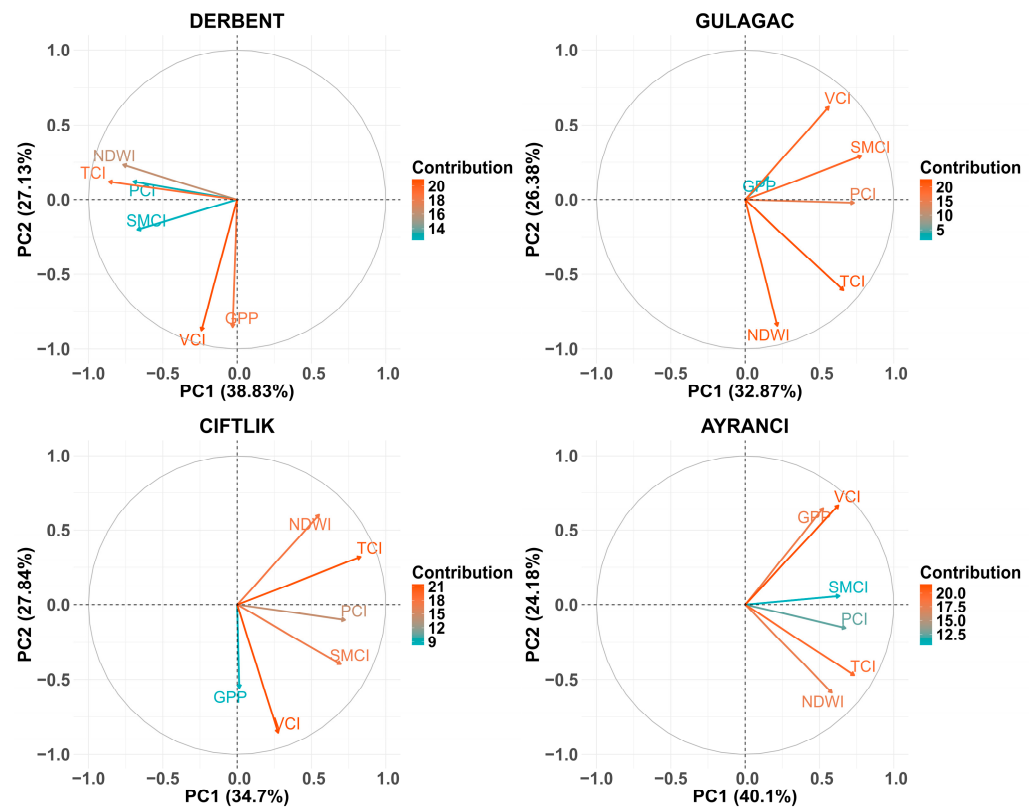 DERBENT
1.0
0.5
0.0
−0.5
−1.0
PC2 (27.13%)
NDWI
TCI
PCI
SMCI
GPP
VCI
−1.0 −0.5 0.0 0.5 1.0
PC1 (38.83%)
Contribution
20
18
16
14
GULAGAC
1.0
0.5
0.0
−0.5
−1.0
PC2 (26.38%)
VCI
SMCI
GPP
PCI
TCI
NDWI
−1.0 −0.5 0.0 0.5 1.0
PC1 (32.87%)
Contribution
20
15
10
5
CIFTLIK
1.0
0.5
0.0
−0.5
−1.0
PC2 (27.84%)
NDWI
TCI
PCI
SMCI
GPP
VCI
−1.0 −0.5 0.0 0.5 1.0
PC1 (34.7%)
Contribution
21
18
15
12
9
AYRANCI
1.0
0.5
0.0
−0.5
−1.0
PC2 (24.18%)
VCI
GPP
SMCI
PCI
TCI
NDWI
−1.0 −0.5 0.0 0.5 1.0
PC1 (40.1%)
Contribution
20.0
17.5
15.0
12.5